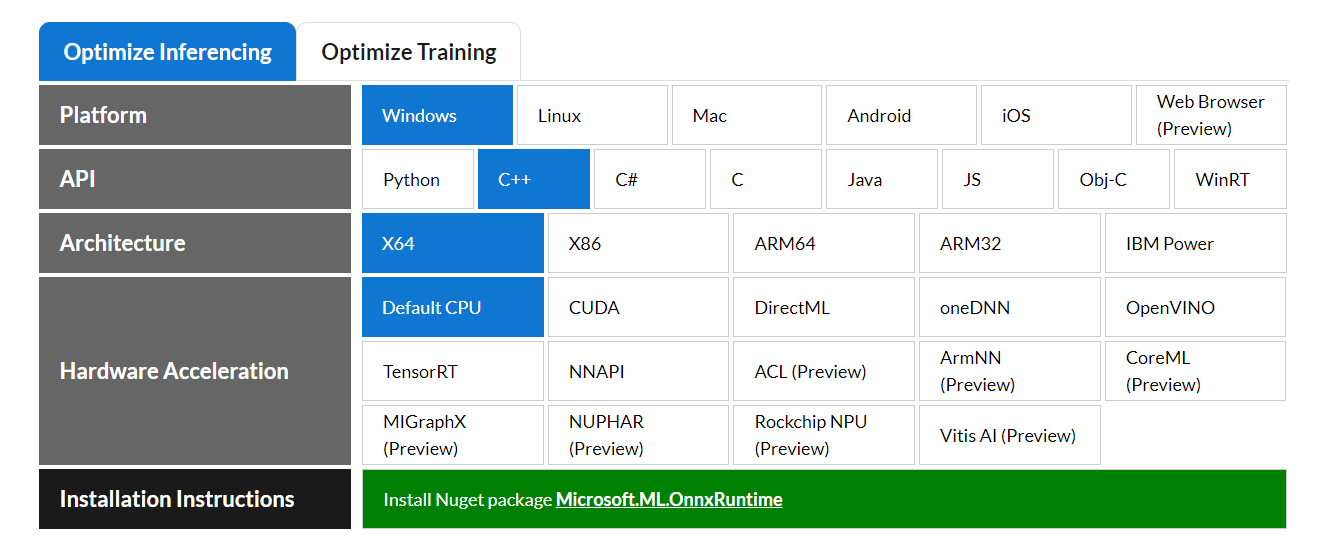 Optimize Inferencing Optimize Training
Platform Windows Linux Mac Android iOS Web Browser
(Preview)
API Python C++ C# C Java JS Obj-C WinRT
Architecture X64 X86 ARM64 ARM32 IBM Power
Default CPU CUDA DirectML oneDNN OpenVINO
Hardware Acceleration TensorRT NNAPI ACL (Preview) ArmNN
(Preview) CoreML
(Preview)
MIGraphX
(Preview) NUPHAR
(Preview) Rockchip NPU
(Preview) Vitis AI (Preview)
Installation Instructions Install Nuget package Microsoft.ML.OnnxRuntime